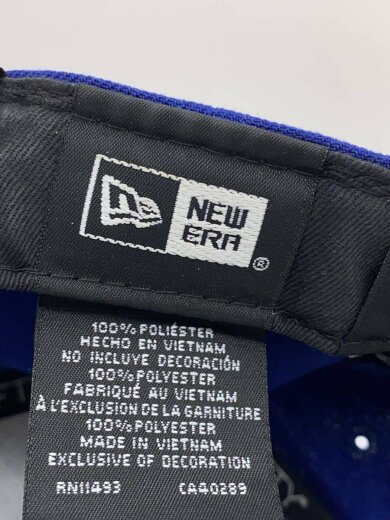 NEW
ERA
®
100% POLIÉSTER
HECHO EN VIETNAM
NO INCLUYE DECORACIÓN
100% POLYESTER
FABRIQUÉ AU VIETNAM
À L'EXCLUSION DE LA GARNITURE
100% POLYESTER
MADE IN VIETNAM
EXCLUSIVE OF DECORATION
RN11493 CA40289